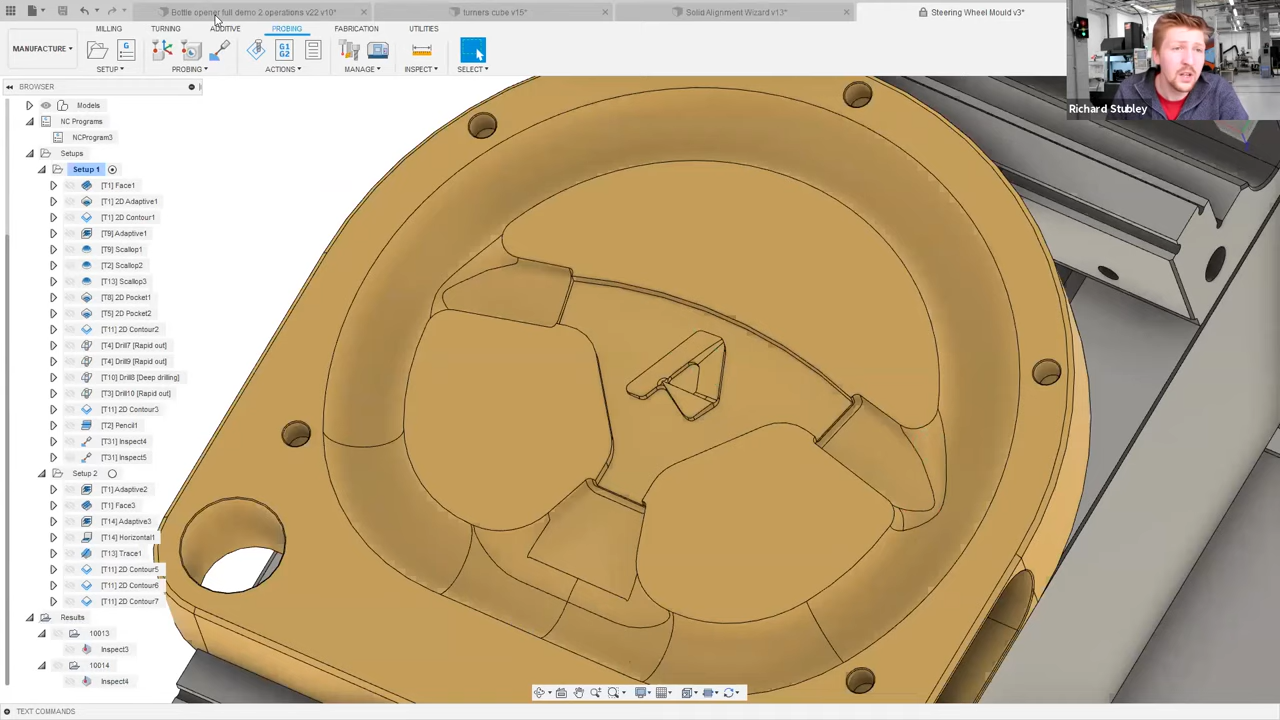 Bottle opener full demo 2 operations v22 v10*
turners cube v15*
Solid Alignment Wizard v13*
Steering Wheel Mould v3*
MILLING
TURNING
ADDITIVE
PROBING
FABRICATION
UTILITIES
MANUFACTURE
G1
G2
SETUP
PROBING
ACTIONS
MANAGE
INSPECT
SELECT
Richard Stubley
BROWSER
Models
NC Programs
NCProgram3
Setups
Setup 1
[T1] Face1
[T1] 2D Adaptive1
[T1] 2D Contour1
[T9] Adaptive1
[T9] Scallop1
[T2] Scallop2
[T13] Scallop3
[T8] 2D Pocket1
[T5] 2D Pocket2
[T11] 2D Contour2
[T4] Drill7 [Rapid out]
[T4] Drill9 [Rapid out]
[T10] Drill8 [Deep drilling]
[T3] Drill10 [Rapid out]
[T11] 2D Contour3
[T2] Pencil1
[T31] Inspect4
[T31] Inspect5
Setup 2
[T1] Adaptive2
[T1] Face3
[T14] Adaptive3
[T14] Horizontal1
[T13] Trace1
[T11] 2D Contour5
[T11] 2D Contour6
[T11] 2D Contour7
Results
10013
Inspect3
10014
Inspect4
TEXT COMMANDS